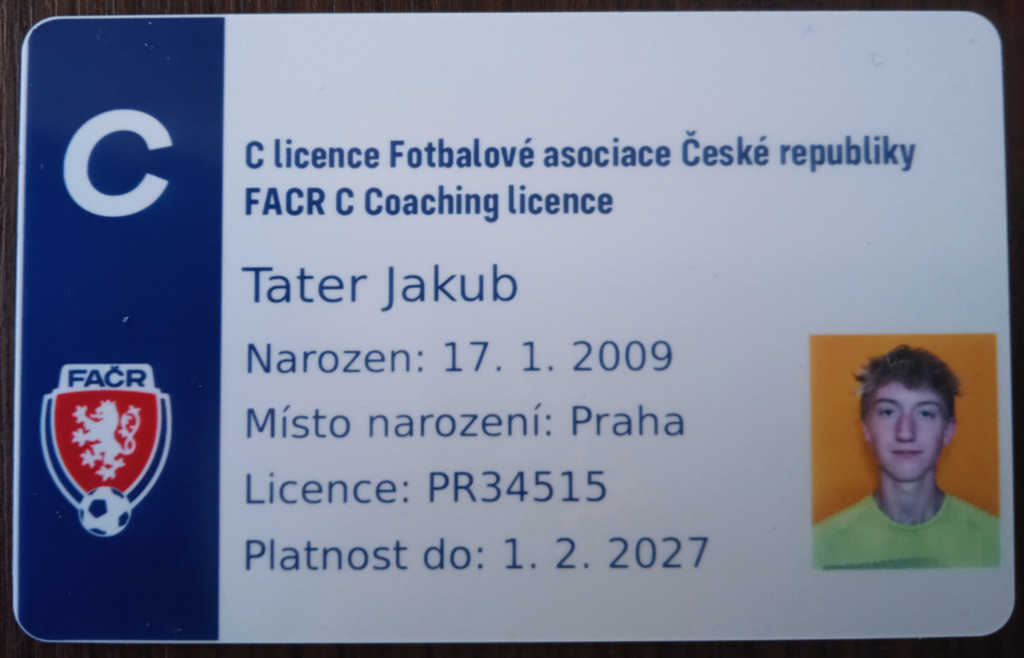 C
C licence Fotbalové asociace České republiky
FACR C Coaching licence
Tater Jakub
Narozen: 17. 1. 2009
Místo narození: Praha
Licence: PR34515
Platnost do: 1. 2. 2027
FAČR